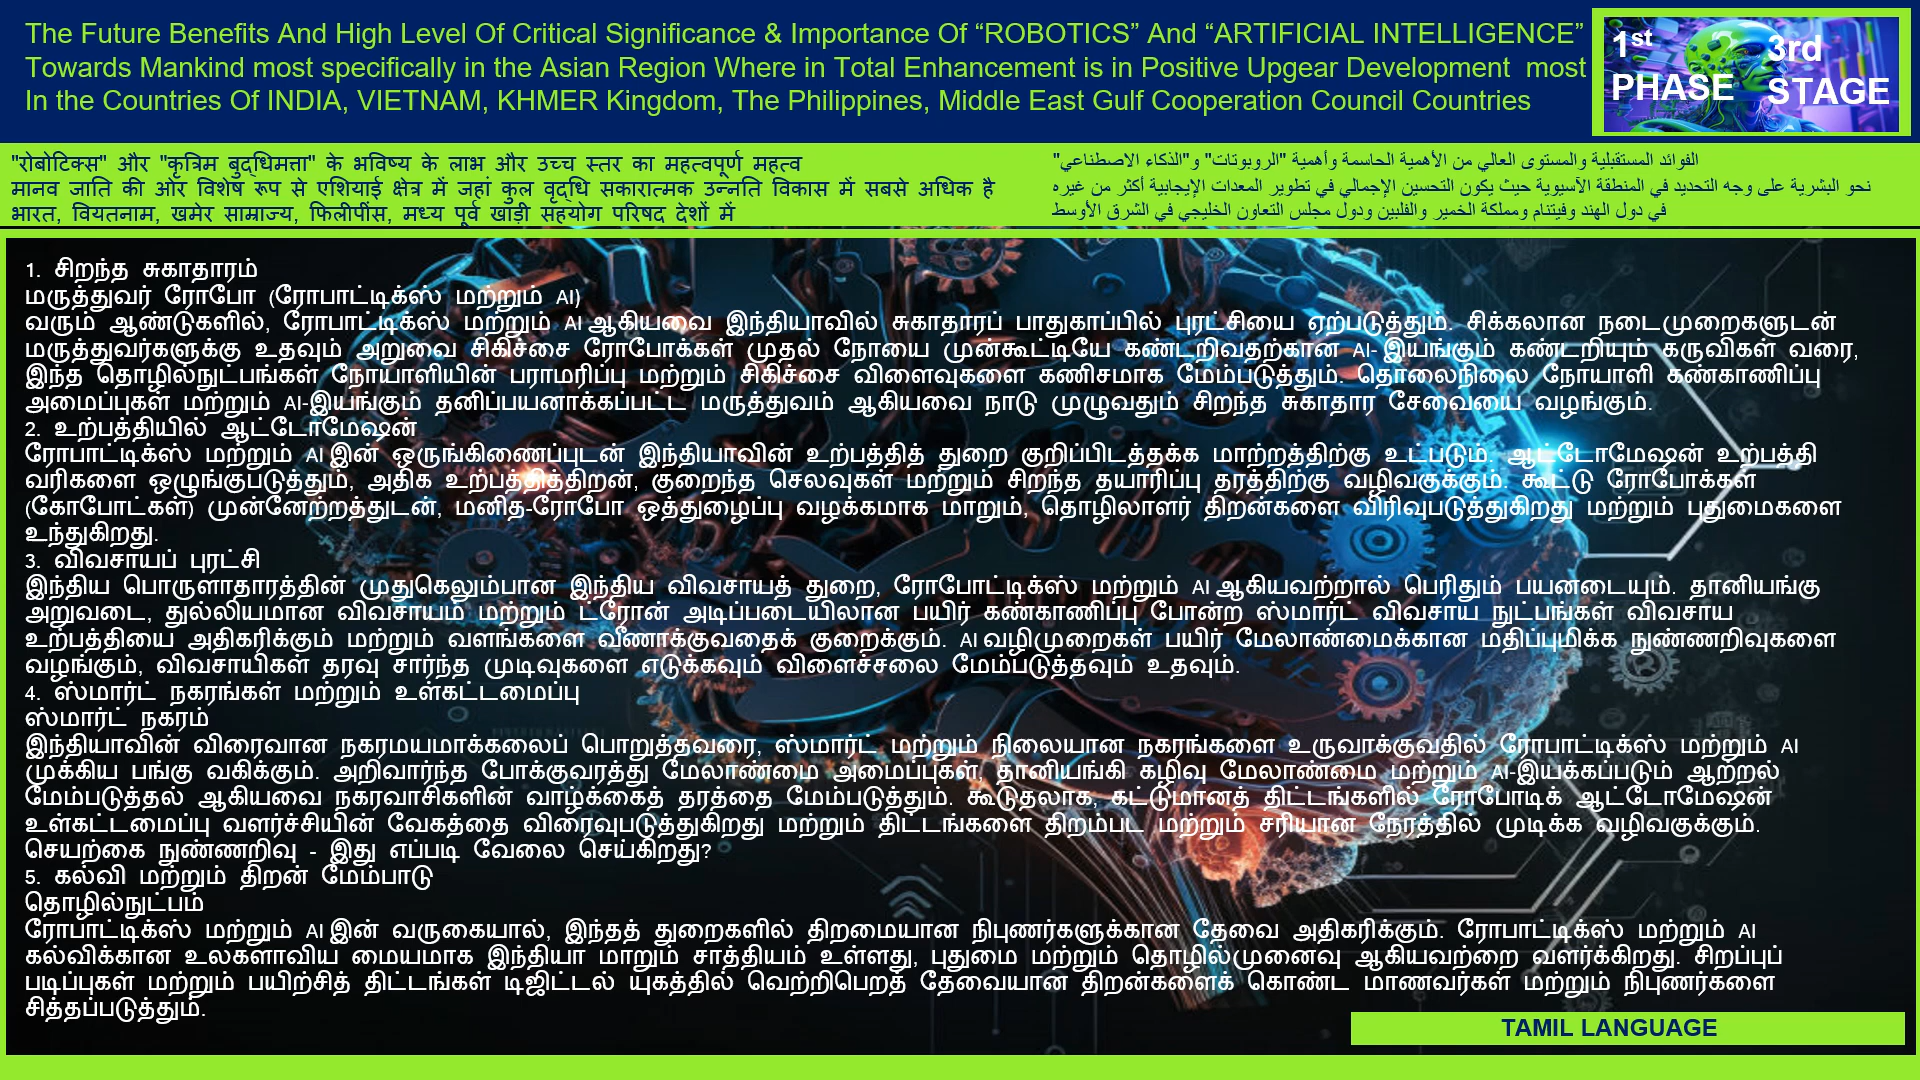 The Future Benefits And High Level Of Critical Significance & Importance Of “ROBOTICS” And “ARTIFICIAL INTELLIGENCE”
Towards Mankind most specifically in the Asian Region Where in Total Enhancement is in Positive Upgear Development  most
In the Countries Of INDIA, VIETNAM, KHMER Kingdom, The Philippines, Middle East Gulf Cooperation Council Countries
1st
PHASE
3rd
STAGE
"रोबोटिक्स" और "कृत्रिम बुद्धिमत्ता" के भविष्य के लाभ और उच्च स्तर का महत्वपूर्ण महत्व
मानव जाति की ओर विशेष रूप से एशियाई क्षेत्र में जहां कुल वृद्धि सकारात्मक उन्नति विकास में सबसे अधिक है
भारत, वियतनाम, खमेर साम्राज्य, फिलीपींस, मध्य पूर्व खाड़ी सहयोग परिषद देशों में
الفوائد المستقبلية والمستوى العالي من الأهمية الحاسمة وأهمية "الروبوتات" و"الذكاء الاصطناعي"
نحو البشرية على وجه التحديد في المنطقة الآسيوية حيث يكون التحسين الإجمالي في تطوير المعدات الإيجابية أكثر من غيره
في دول الهند وفيتنام ومملكة الخمير والفلبين ودول مجلس التعاون الخليجي في الشرق الأوسط
1. சிறந்த சுகாதாரம்
மருத்துவர் ரோபோ (ரோபாட்டிக்ஸ் மற்றும் AI)
வரும் ஆண்டுகளில், ரோபாட்டிக்ஸ் மற்றும் AI ஆகியவை இந்தியாவில் சுகாதாரப் பாதுகாப்பில் புரட்சியை ஏற்படுத்தும். சிக்கலான நடைமுறைகளுடன்
மருத்துவர்களுக்கு உதவும் அறுவை சிகிச்சை ரோபோக்கள் முதல் நோயை முன்கூட்டியே கண்டறிவதற்கான AI- இயங்கும் கண்டறியும் கருவிகள் வரை,
இந்த தொழில்நுட்பங்கள் நோயாளியின் பராமரிப்பு மற்றும் சிகிச்சை விளைவுகளை கணிசமாக மேம்படுத்தும். தொலைநிலை நோயாளி கண்காணிப்பு
அமைப்புகள் மற்றும் AI-இயங்கும் தனிப்பயனாக்கப்பட்ட மருத்துவம் ஆகியவை நாடு முழுவதும் சிறந்த சுகாதார சேவையை வழங்கும்.
2. உற்பத்தியில் ஆட்டோமேஷன்
ரோபாட்டிக்ஸ் மற்றும் AI இன் ஒருங்கிணைப்புடன் இந்தியாவின் உற்பத்தித் துறை குறிப்பிடத்தக்க மாற்றத்திற்கு உட்படும். ஆட்டோமேஷன் உற்பத்தி
வரிகளை ஒழுங்குபடுத்தும், அதிக உற்பத்தித்திறன், குறைந்த செலவுகள் மற்றும் சிறந்த தயாரிப்பு தரத்திற்கு வழிவகுக்கும். கூட்டு ரோபோக்கள்
(கோபோட்கள்) முன்னேற்றத்துடன், மனித-ரோபோ ஒத்துழைப்பு வழக்கமாக மாறும், தொழிலாளர் திறன்களை விரிவுபடுத்துகிறது மற்றும் புதுமைகளை
உந்துகிறது.
3. விவசாயப் புரட்சி
இந்திய பொருளாதாரத்தின் முதுகெலும்பான இந்திய விவசாயத் துறை, ரோபோட்டிக்ஸ் மற்றும் AI ஆகியவற்றால் பெரிதும் பயனடையும். தானியங்கு
அறுவடை, துல்லியமான விவசாயம் மற்றும் ட்ரோன் அடிப்படையிலான பயிர் கண்காணிப்பு போன்ற ஸ்மார்ட் விவசாய நுட்பங்கள் விவசாய
உற்பத்தியை அதிகரிக்கும் மற்றும் வளங்களை வீணாக்குவதைக் குறைக்கும். AI வழிமுறைகள் பயிர் மேலாண்மைக்கான மதிப்புமிக்க நுண்ணறிவுகளை
வழங்கும், விவசாயிகள் தரவு சார்ந்த முடிவுகளை எடுக்கவும் விளைச்சலை மேம்படுத்தவும் உதவும்.
4. ஸ்மார்ட் நகரங்கள் மற்றும் உள்கட்டமைப்பு
ஸ்மார்ட் நகரம்
இந்தியாவின் விரைவான நகரமயமாக்கலைப் பொறுத்தவரை, ஸ்மார்ட் மற்றும் நிலையான நகரங்களை உருவாக்குவதில் ரோபாட்டிக்ஸ் மற்றும் AI
முக்கிய பங்கு வகிக்கும். அறிவார்ந்த போக்குவரத்து மேலாண்மை அமைப்புகள், தானியங்கி கழிவு மேலாண்மை மற்றும் AI-இயக்கப்படும் ஆற்றல்
மேம்படுத்தல் ஆகியவை நகரவாசிகளின் வாழ்க்கைத் தரத்தை மேம்படுத்தும். கூடுதலாக, கட்டுமானத் திட்டங்களில் ரோபோடிக் ஆட்டோமேஷன்
உள்கட்டமைப்பு வளர்ச்சியின் வேகத்தை விரைவுபடுத்துகிறது மற்றும் திட்டங்களை திறம்பட மற்றும் சரியான நேரத்தில் முடிக்க வழிவகுக்கும்.
செயற்கை நுண்ணறிவு - இது எப்படி வேலை செய்கிறது?
5. கல்வி மற்றும் திறன் மேம்பாடு
தொழில்நுட்பம்
ரோபாட்டிக்ஸ் மற்றும் AI இன் வருகையால், இந்தத் துறைகளில் திறமையான நிபுணர்களுக்கான தேவை அதிகரிக்கும். ரோபாட்டிக்ஸ் மற்றும் AI
கல்விக்கான உலகளாவிய மையமாக இந்தியா மாறும் சாத்தியம் உள்ளது, புதுமை மற்றும் தொழில்முனைவு ஆகியவற்றை வளர்க்கிறது. சிறப்புப்
படிப்புகள் மற்றும் பயிற்சித் திட்டங்கள் டிஜிட்டல் யுகத்தில் வெற்றிபெறத் தேவையான திறன்களைக் கொண்ட மாணவர்கள் மற்றும் நிபுணர்களை
சித்தப்படுத்தும்.
TAMIL LANGUAGE